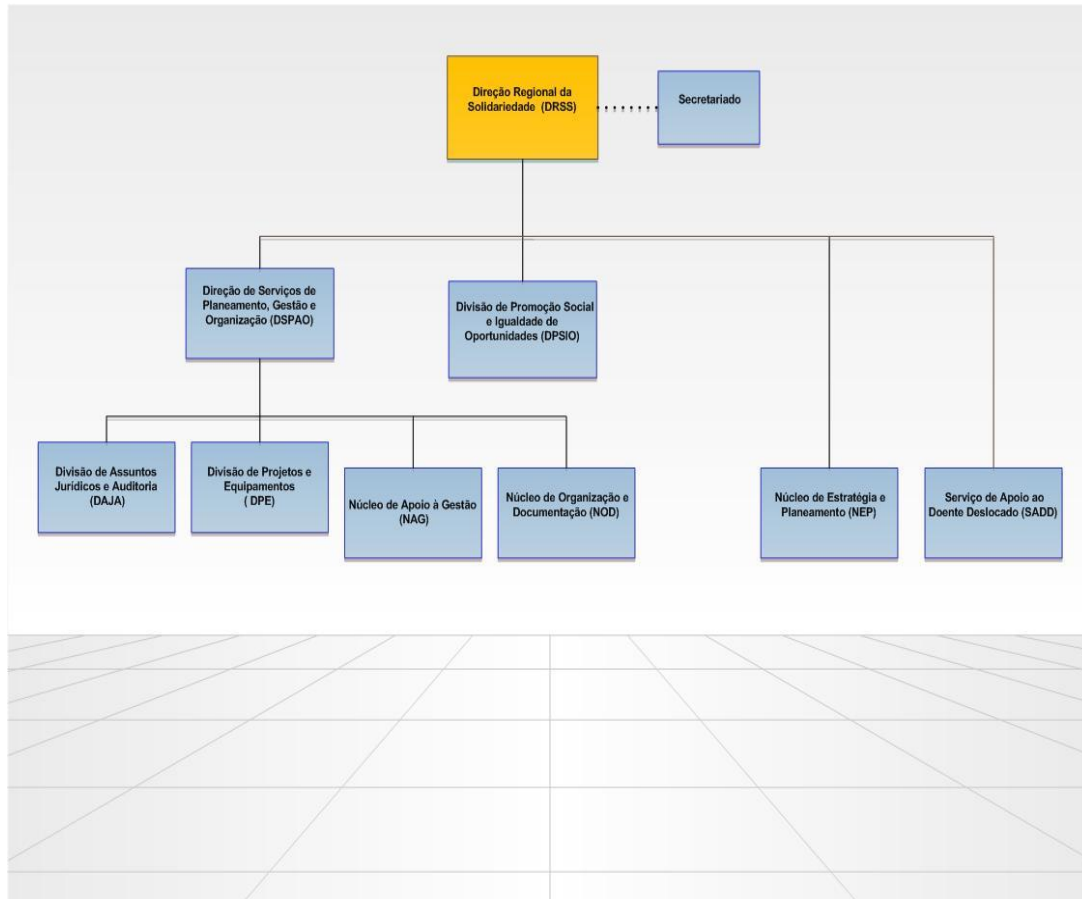 Direção Regional da
Solidariedade (DRSS)
Secretariado
Direção de Serviços de
Planeamento, Gestão e
Organização (DSPAO)
Divisão de Promoção Social
e Igualdade de
Oportunidades (DPSIO)
Divisão de Assuntos
Jurídicos e Auditoria
(DAJA)
Divisão de Projetos e
Equipamentos
( DPE)
Núcleo de Apoio à Gestão
(NAG)
Núcleo de Organização e
Documentação (NOD)
Núcleo de Estratégia e
Planeamento (NEP)
Serviço de Apoio ao
Doente Deslocado (SADD)